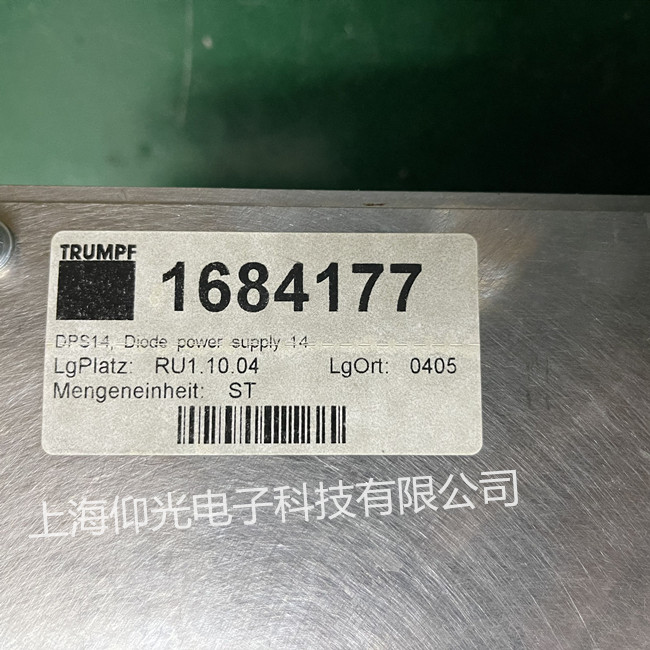 TRUMPF
1684177
DPS14, Diode power supply 14
LgPlatz: RU1.10.04 LgOrt: 0405
Mengeneinheit: ST
上海仰光电子科技有限公司